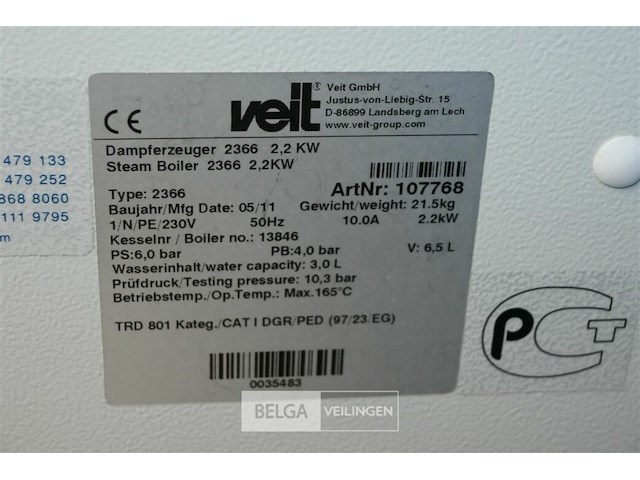 479 133
479 252
868 8060
111 9795
m
CE
veit
Veit GmbH
Justus-von-Liebig-Str. 15
D-86899 Landsberg am Lech
www.veit-group.com
Dampferzeuger 2366 2,2 KW
Steam Boiler 2366 2,2KW
Type: 2366 ArtNr: 107768
Baujahr/Mfg Date: 05/11 Gewicht/weight: 21.5kg
1/N/PE/230V 50Hz 10.0A 2.2kW
Kesselnr / Boiler no.: 13846
PS:6,0 bar PB:4,0 bar V: 6,5 L
Wasserinhalt/water capacity: 3,0 L
Prüfdruck/Testing pressure: 10,3 bar
Betriebstemp./Op.Temp.: Max.165°C
TRD 801 Kateg./CAT I DGR/PED (97/23 EG)
0035483
PCT
BELGA VEILINGEN